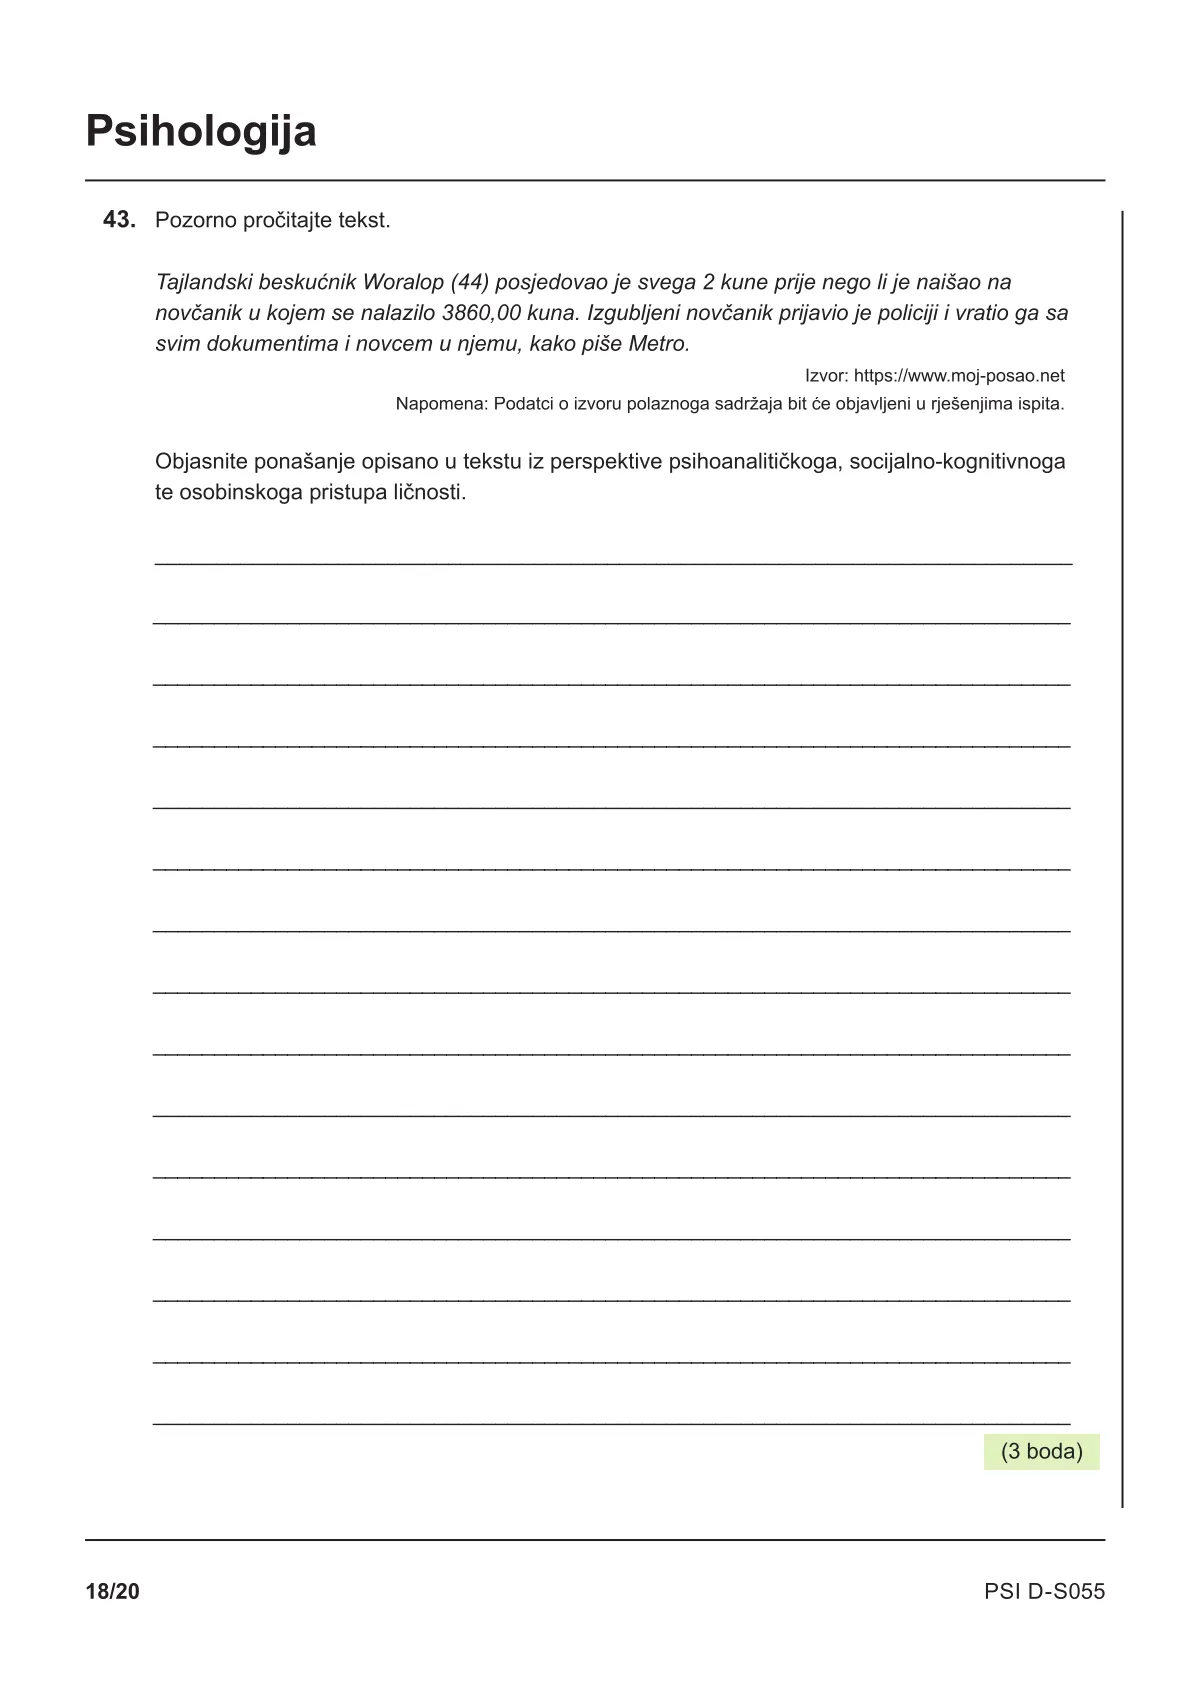 Psihologija
43. Pozorno pročitajte tekst.
Tajlandski beskućnik Woralop (44) posjedovao je svega 2 kune prije nego li je naišao na
novčanik u kojem se nalazilo 3860,00 kuna. Izgubljeni novčanik prijavio je policiji i vratio ga sa
svim dokumentima i novcem u njemu, kako piše Metro.
Izvor: https://www.moj-posao.net
Napomena: Podatci o izvoru polaznoga sadržaja bit će objavljeni u rješenjima ispita.
Objasnite ponašanje opisano u tekstu iz perspektive psihoanalitičkoga, socijalno-kognitivnoga
te osobinskoga pristupa ličnosti.
(3 boda)
18/20
PSI D-S055